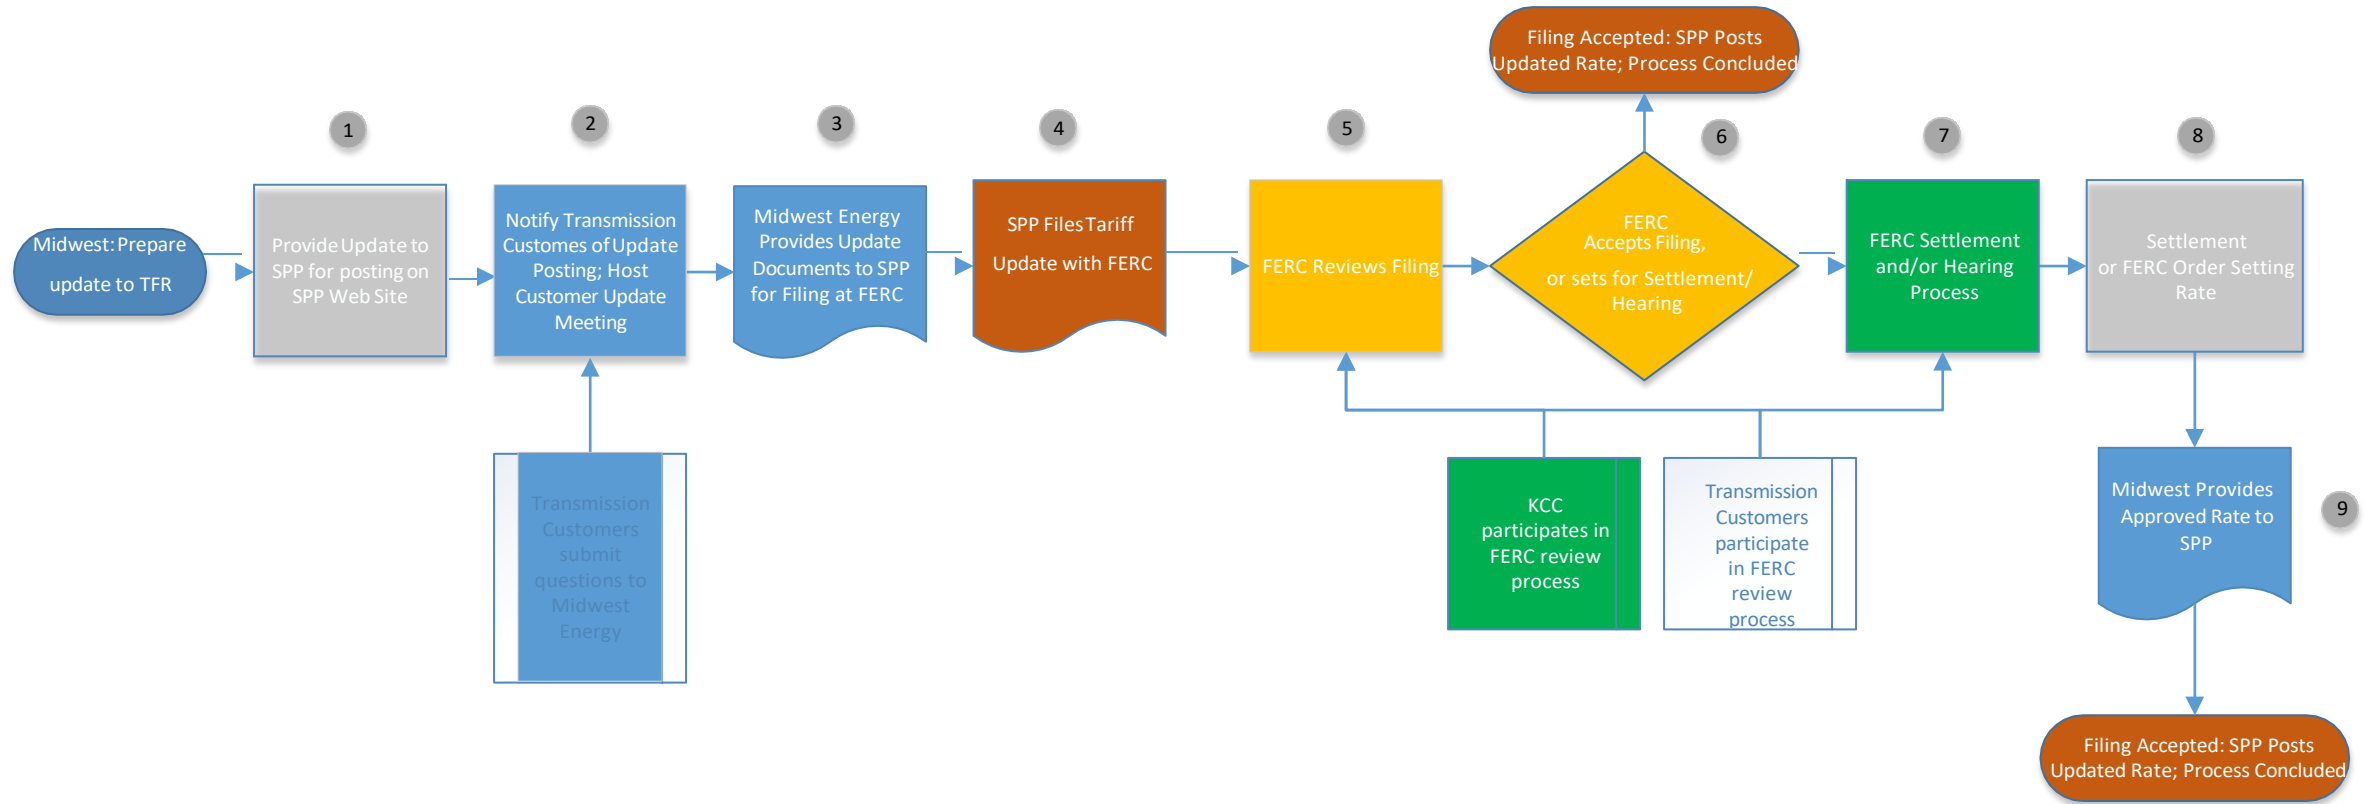 Filing Accepted: SPP Posts
Updated Rate; Process Concluded
1
2
3
4
5
6
7
8
Midwest: Prepare
update to TFR
Provide Update to
SPP for posting on
SPP Web Site
Notify Transmission
Customes of Update
Posting; Host
Customer Update
Meeting
Midwest Energy
Provides Update
Documents to SPP
for Filing at FERC
SPP Files Tariff
Update with FERC
FERC Reviews Filing
FERC
Accepts Filing,
or sets for Settlement/
Hearing
FERC Settlement
and/or Hearing
Process
Settlement
or FERC Order Setting
Rate
Transmission
Customers
submit
questions to
Midwest
Energy
KCC
participates in
FERC review
process
Transmission
Customers
participate
in FERC
review
process
Midwest Provides
Approved Rate to
SPP
9
Filing Accepted: SPP Posts
Updated Rate; Process Concluded